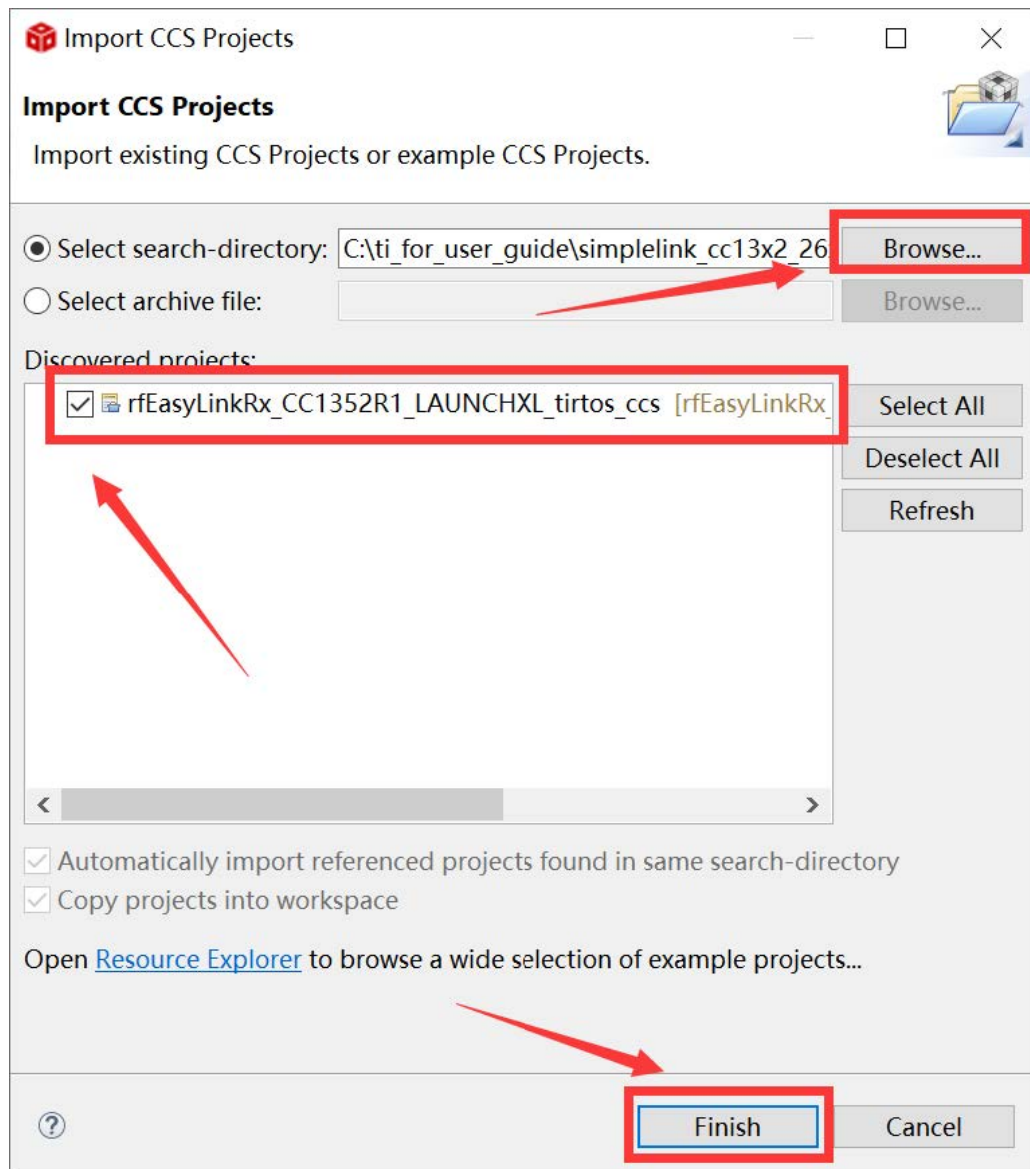 Import CCS Projects
Import CCS Projects
Import existing CCS Projects or example CCS Projects.
Select search-directory: C:\ti_for_user_guide\simplelink_cc13x2_26 Browse...
Select archive file: Browse...
Discovered projects:
rfEasyLinkRx_CC1352R1_LAUNCHXL_tirtos_ccs [rfEasyLinkRx_ Select All
Deselect All
Refresh
Automatically import referenced projects found in same search-directory
Copy projects into workspace
Open Resource Explorer to browse a wide selection of example projects...
? Finish Cancel